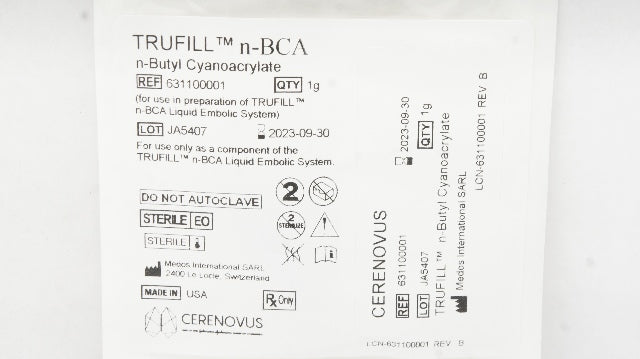 TRUFILL™ n-BCA
n-Butyl Cyanoacrylate
REF 631100001 QTY 1g
(for use in preparation of TRUFILL™
n-BCA Liquid Embolic System)
LOT JA5407 2023-09-30
For use only as a component of the
TRUFILL™ n-BCA Liquid Embolic System.
DO NOT AUTOCLAVE
2
STERILE EO
2
STERILIZE
STERILE
i
Medos International SARL
2400 Le Locle, Switzerland
MADE IN USA
Rx Only
CERENOVUS
LCN-631100001 REV B
CERENOVUS
REF 631100001
LOT JA5407
2023-09-30
QTY 1g
TRUFILL™ n-Butyl Cyanoacrylate
Medos International SARL
LCN-631100001 REV B